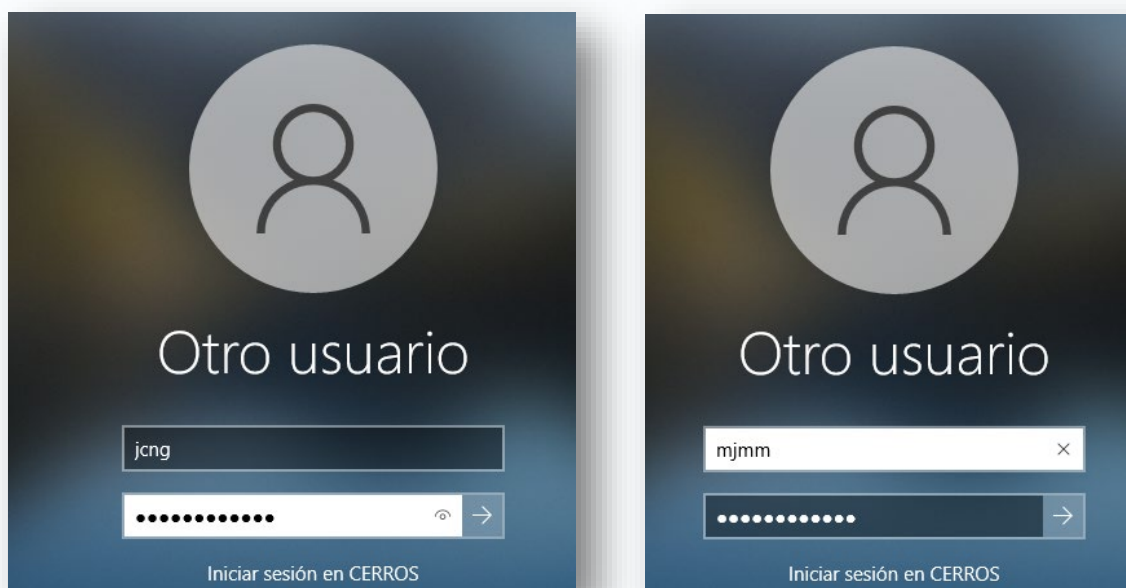 Otro usuario
jcng
••••••••••••
Iniciar sesión en CERROS
Otro usuario
mjmm
••••••••••••
Iniciar sesión en CERROS